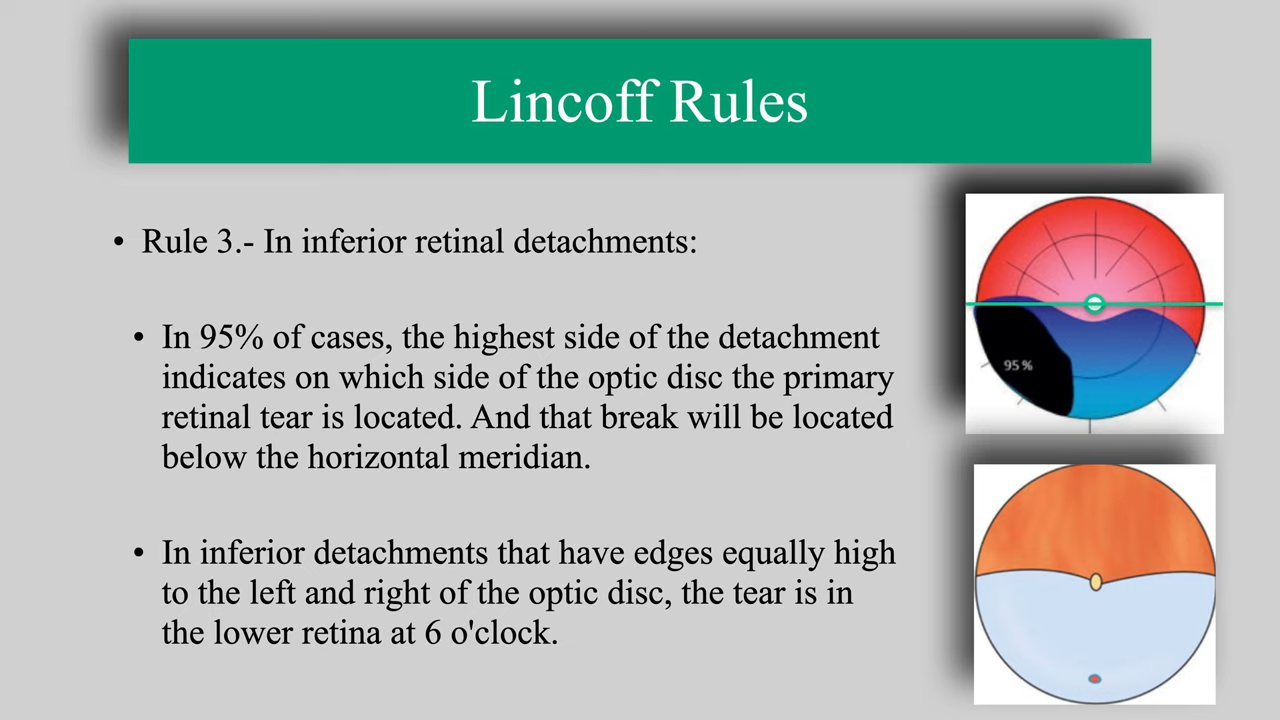 Lincoff Rules
• Rule 3.- In inferior retinal detachments:
• In 95% of cases, the highest side of the detachment
indicates on which side of the optic disc the primary
retinal tear is located. And that break will be located
below the horizontal meridian.
• In inferior detachments that have edges equally high
to the left and right of the optic disc, the tear is in
the lower retina at 6 o'clock.
95 %